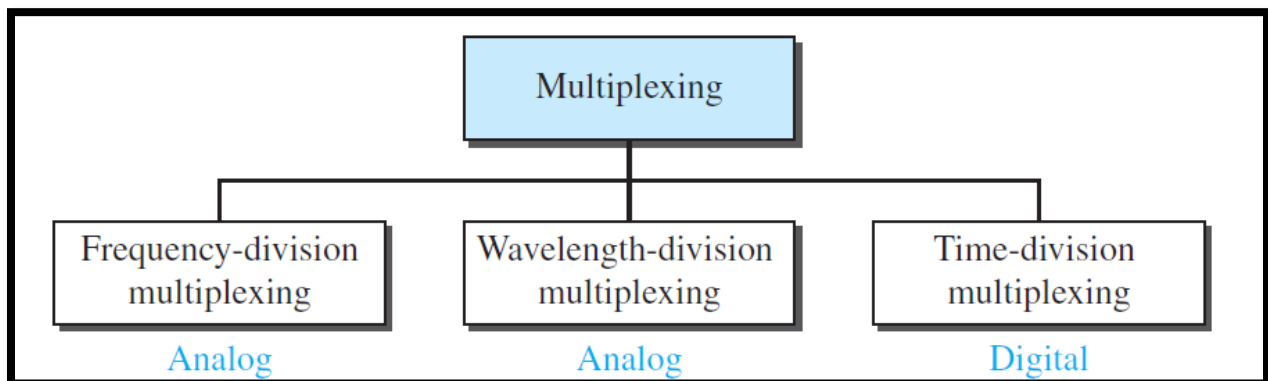 Multiplexing
Frequency-division
multiplexing
Wavelength-division
multiplexing
Time-division
multiplexing
Analog
Analog
Digital